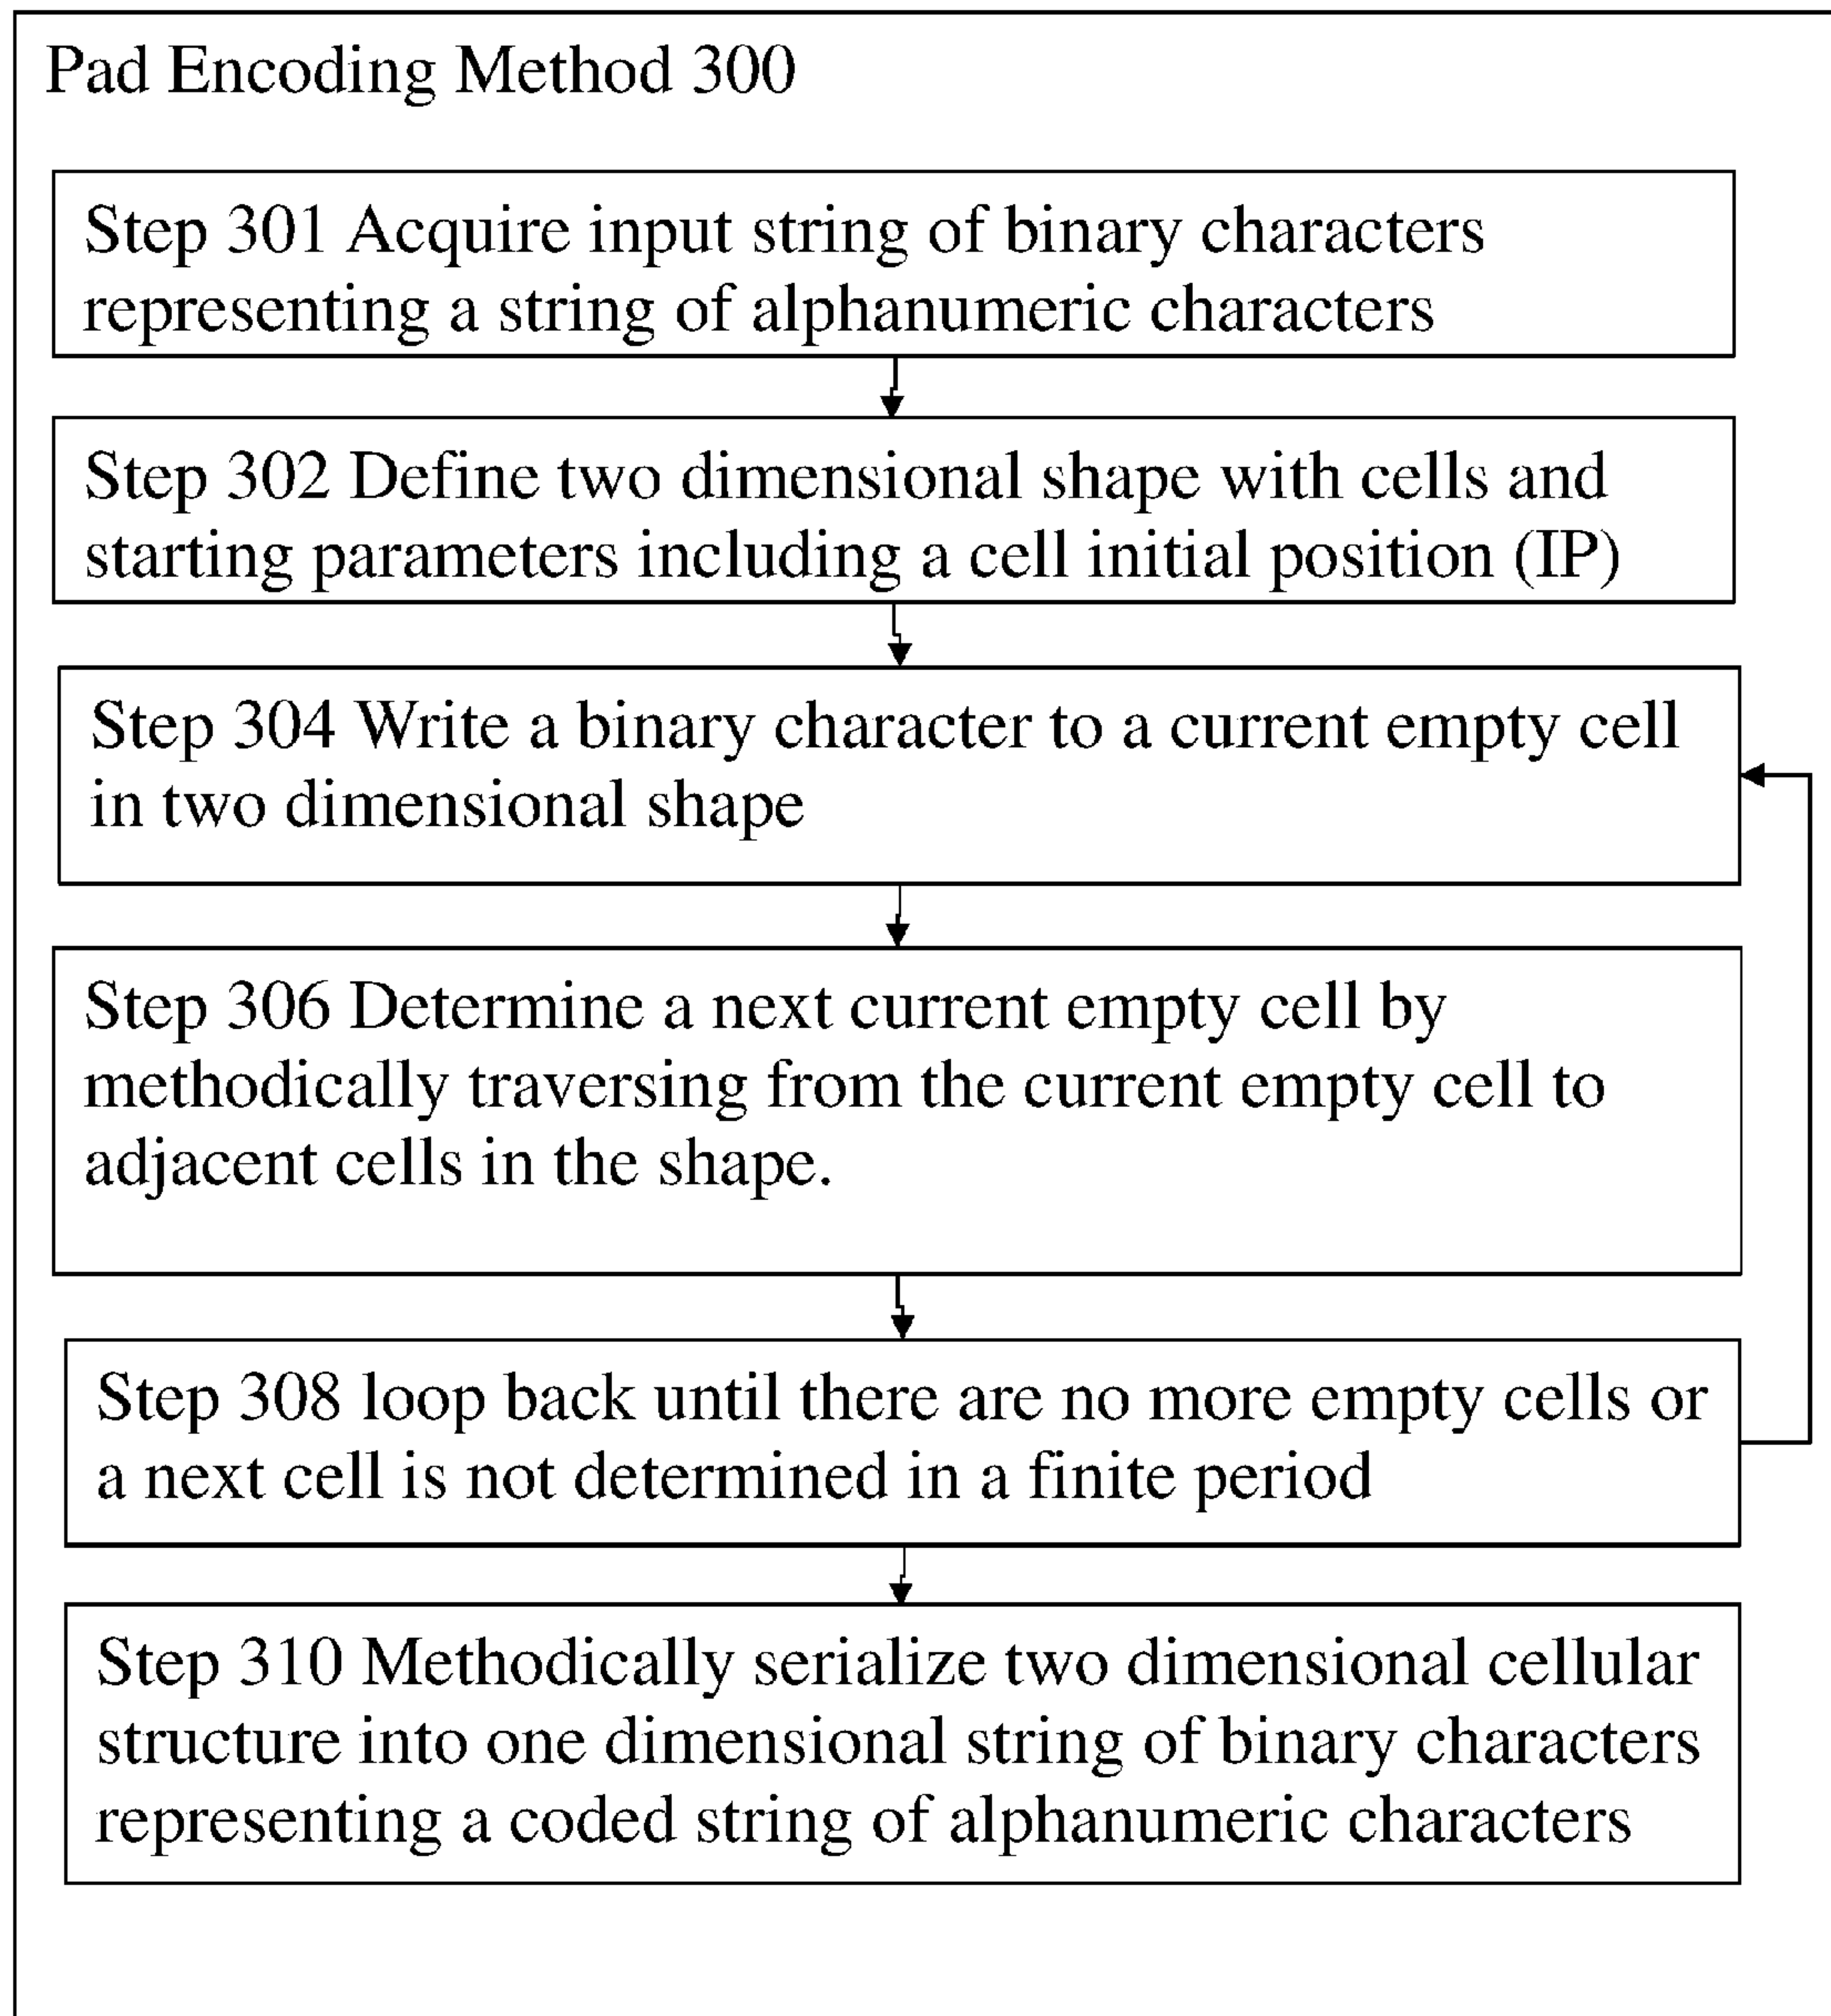 Pad Encoding Method 300
Step 301 Acquire input string of binary characters
representing a string of alphanumeric characters
Step 302 Define two dimensional shape with cells and
starting parameters including a cell initial position (IP)
Step 304 Write a binary character to a current empty cell
in two dimensional shape
Step 306 Determine a next current empty cell by
methodically traversing from the current empty cell to
adjacent cells in the shape.
Step 308 loop back until there are no more empty cells or
a next cell is not determined in a finite period
Step 310 Methodically serialize two dimensional cellular
structure into one dimensional string of binary characters
representing a coded string of alphanumeric characters